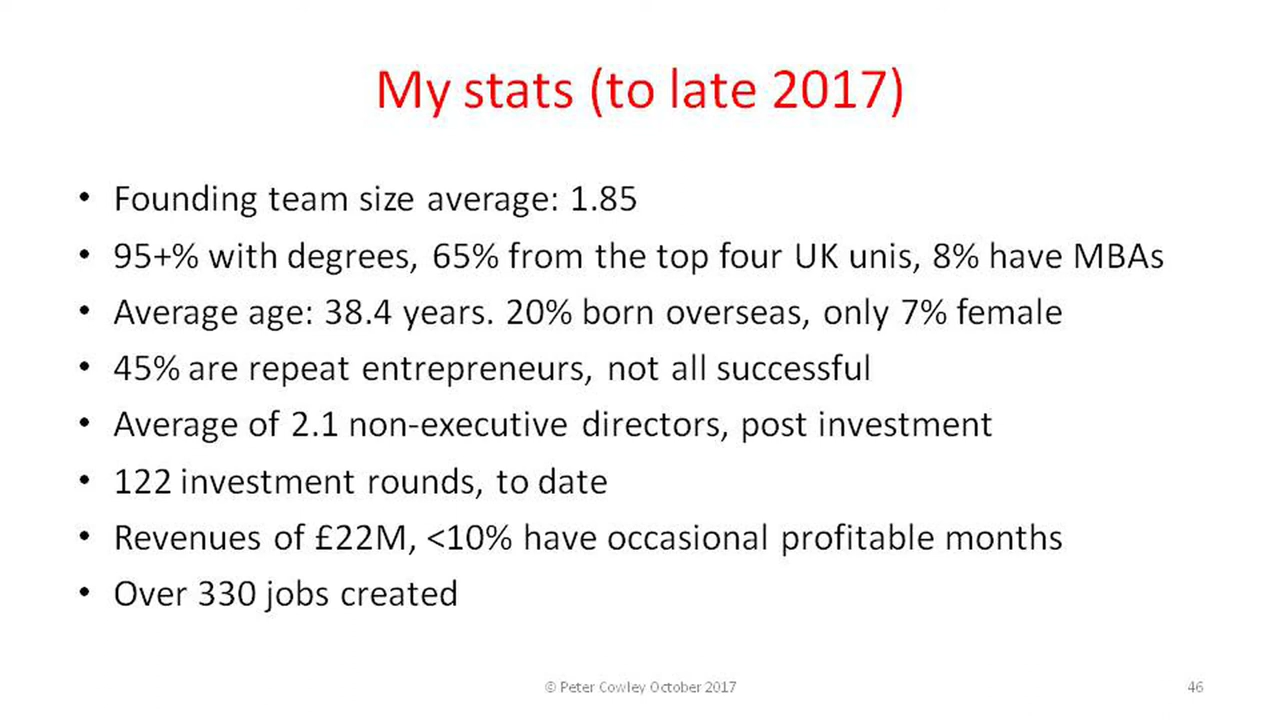 My stats (to late 2017)
• Founding team size average: 1.85
• 95+% with degrees, 65% from the top four UK unis, 8% have MBAs
• Average age: 38.4 years. 20% born overseas, only 7% female
• 45% are repeat entrepreneurs, not all successful
• Average of 2.1 non-executive directors, post investment
• 122 investment rounds, to date
• Revenues of £22M, <10% have occasional profitable months
• Over 330 jobs created
© Peter Cowley October 2017
46